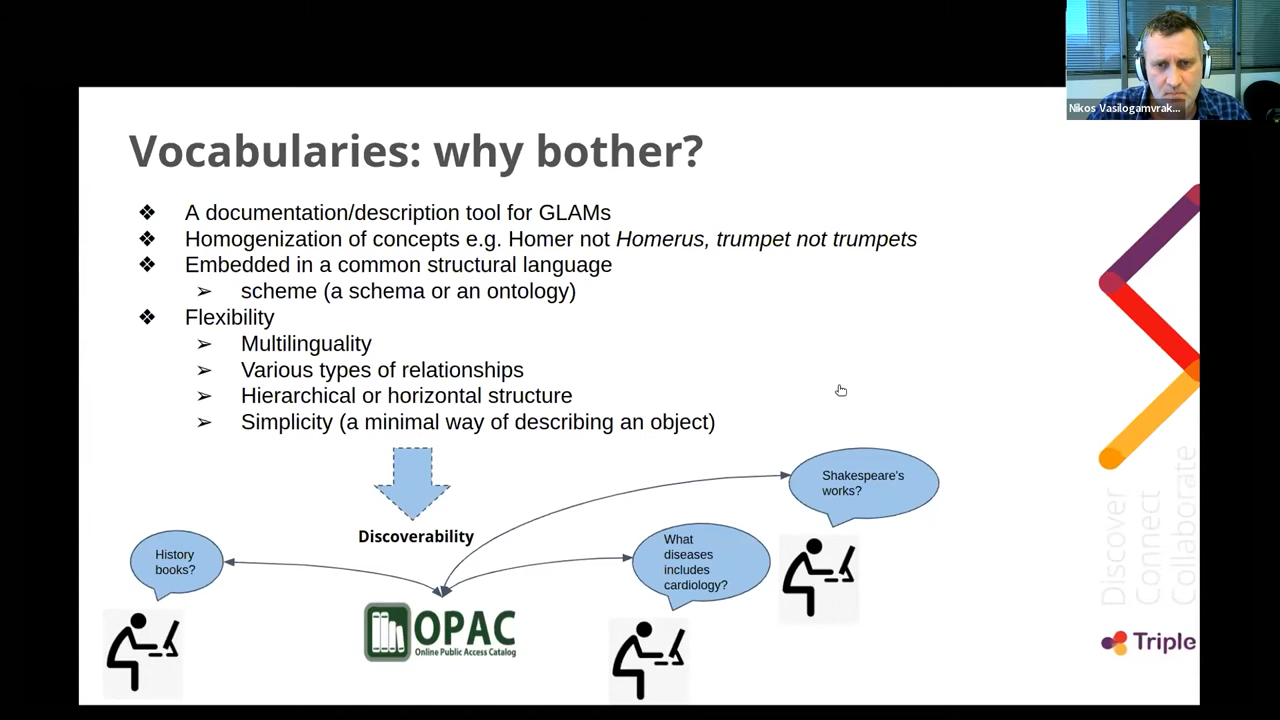 Nikos Vasilogamvrak...
Vocabularies: why bother?
❖ A documentation/description tool for GLAMs
❖ Homogenization of concepts e.g. Homer not Homerus, trumpet not trumpets
❖ Embedded in a common structural language
➢ scheme (a schema or an ontology)
❖ Flexibility
➢ Multilinguality
➢ Various types of relationships
➢ Hierarchical or horizontal structure
➢ Simplicity (a minimal way of describing an object)
Discoverability
Shakespeare's
works?
History
books?
What
diseases
includes
cardiology?
OPAC
Online Public Access Catalog
Discover
Connect
Collaborate
Triple